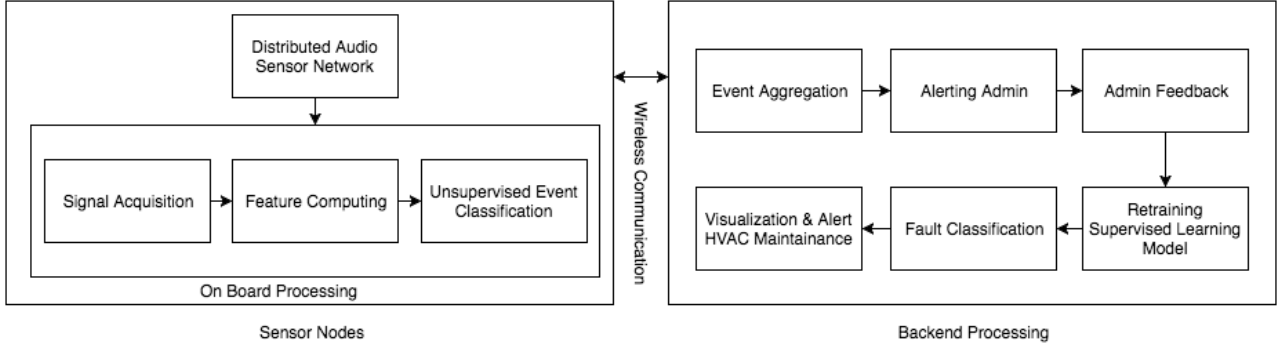 Distributed Audio
Sensor Network
Signal Acquisition
Feature Computing
Unsupervised Event
Classification
On Board Processing
Sensor Nodes
Wireless Communication
Event Aggregation
Alerting Admin
Admin Feedback
Visualization & Alert
HVAC Maintainance
Fault Classification
Retraining
Supervised Learning
Model
Backend Processing